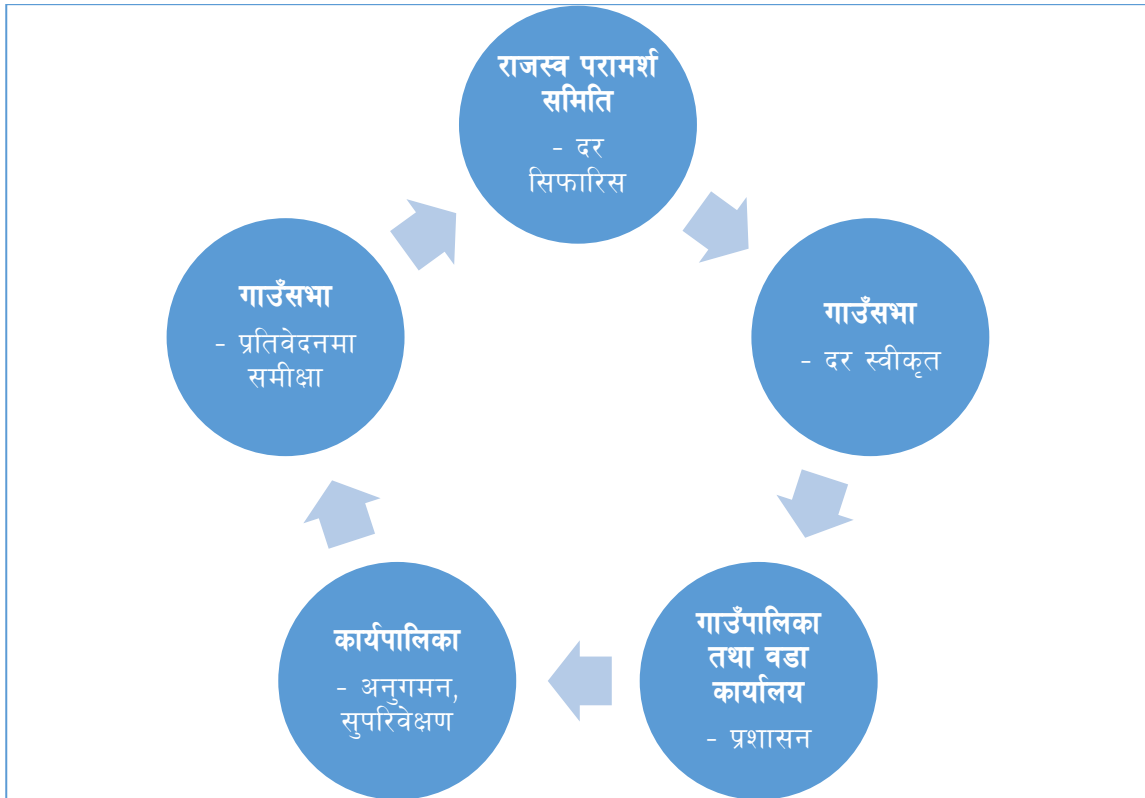 राजस्व परामर्श
समिति
- दर
सिफारिस
गाउँसभा
- दर स्वीकृत
गाउँपालिका
तथा वडा
कार्यालय
- प्रशासन
कार्यपालिका
- अनुगमन,
सुपरिवेक्षण
गाउँसभा
- प्रतिवेदनमा
समीक्षा